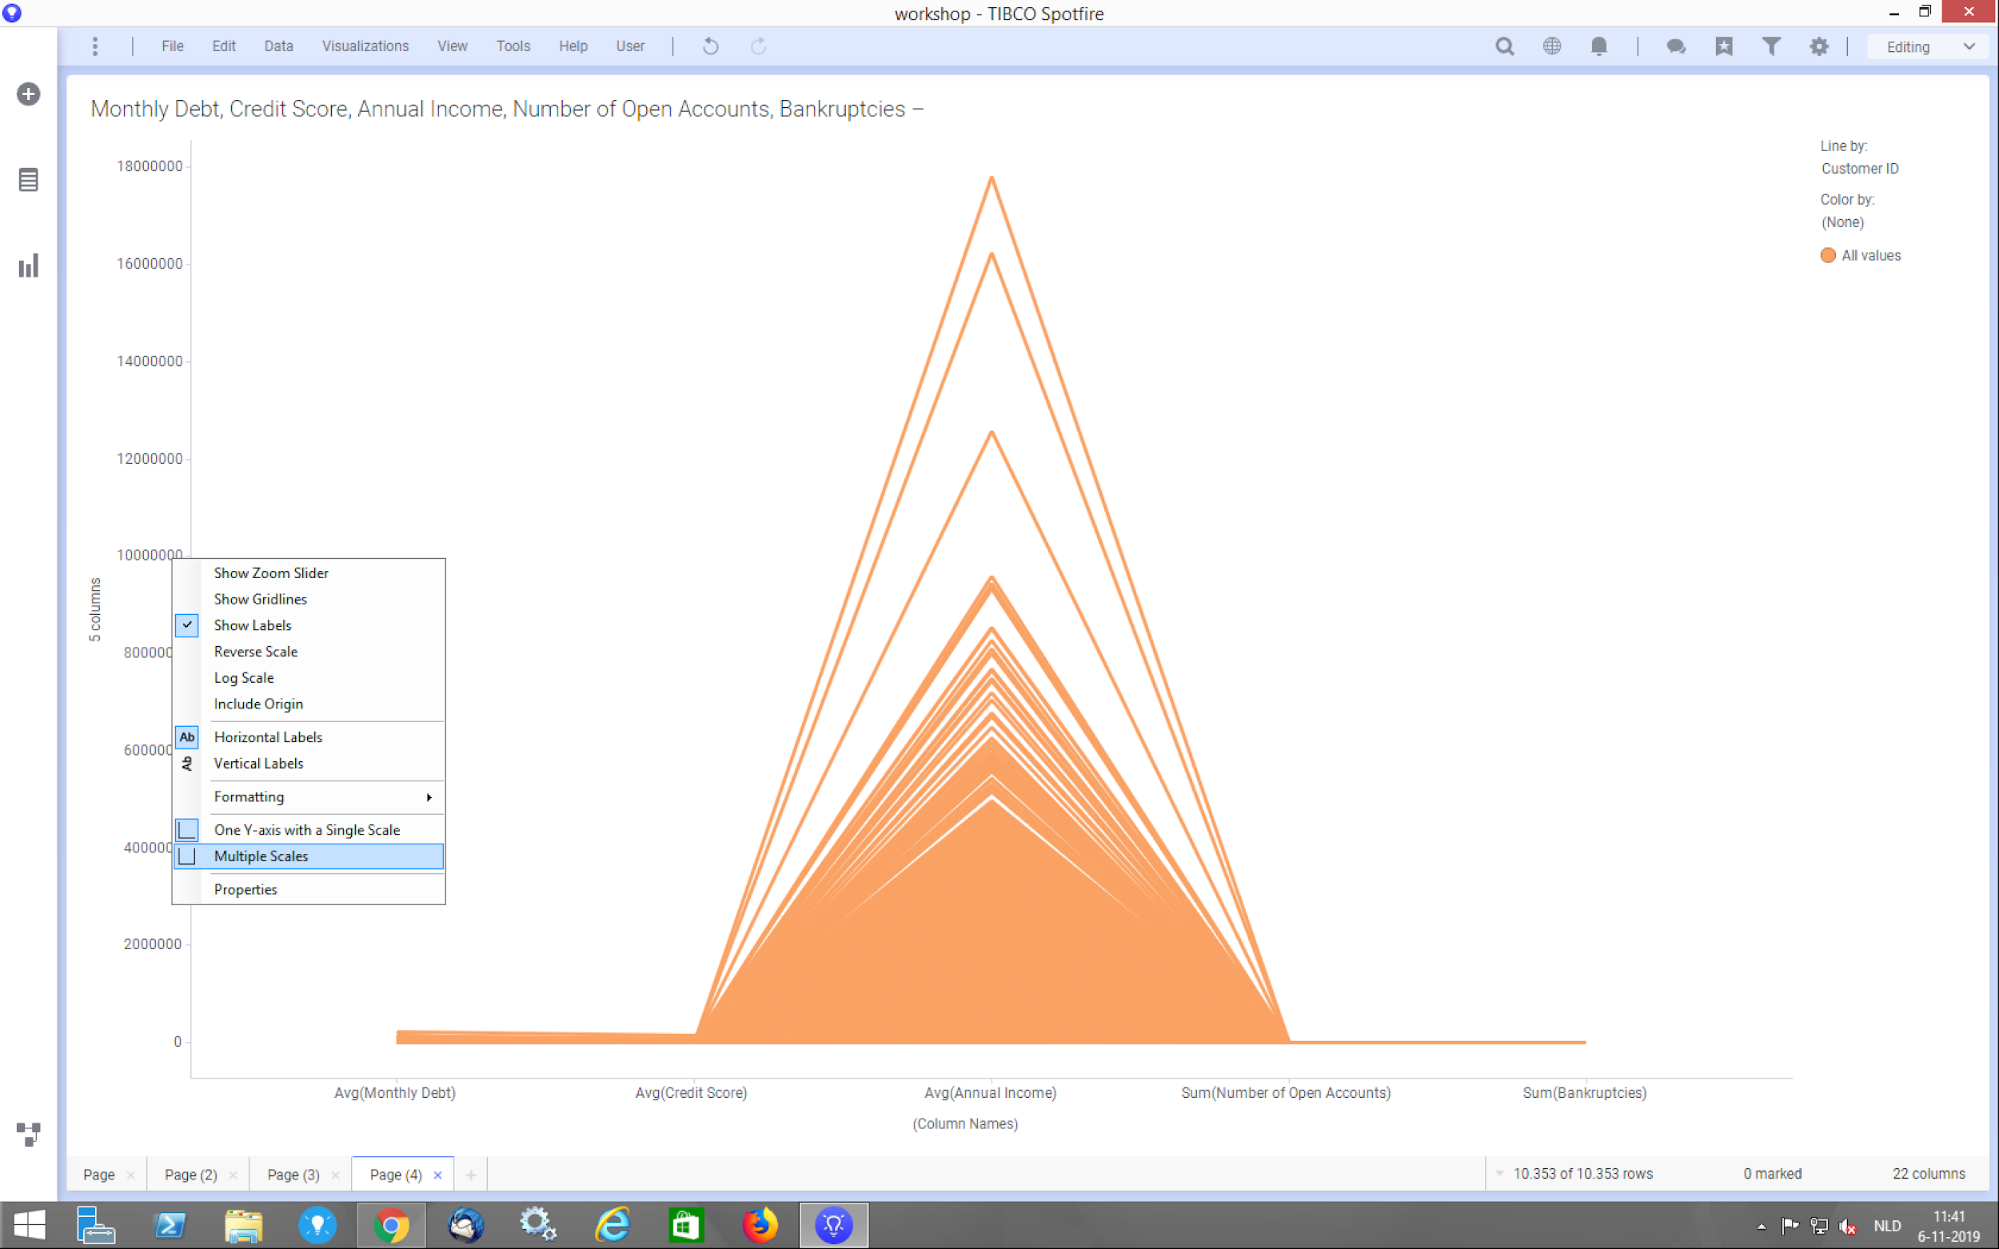 workshop - TIBCO Spotfire
File Edit Data Visualizations View Tools Help User Editing
Monthly Debt, Credit Score, Annual Income, Number of Open Accounts, Bankruptcies –
Line by:
Customer ID
Color by:
(None)
All values
18000000
16000000
14000000
12000000
10000000
800000
600000
400000
2000000
0
5 columns
Show Zoom Slider
Show Gridlines
Show Labels
Reverse Scale
Log Scale
Include Origin
Ab Horizontal Labels
Ab Vertical Labels
Formatting
One Y-axis with a Single Scale
Multiple Scales
Properties
Avg(Monthly Debt) Avg(Credit Score) Avg(Annual Income) Sum(Number of Open Accounts) Sum(Bankruptcies)
(Column Names)
Page × Page (2) × Page (3) × Page (4) × + 10.353 of 10.353 rows 0 marked 22 columns
NLD 11:41
6-11-2019